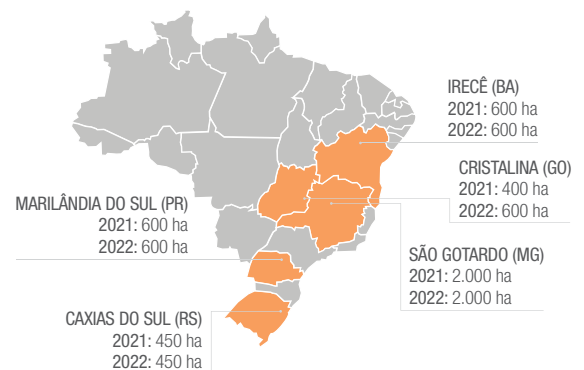 IRECÊ (BA)
2021: 600 ha
2022: 600 ha
CRISTALINA (GO)
2021: 400 ha
2022: 600 ha
MARILÂNDIA DO SUL (PR)
2021: 600 ha
2022: 600 ha
SÃO GOTARDO (MG)
2021: 2.000 ha
2022: 2.000 ha
CAXIAS DO SUL (RS)
2021: 450 ha
2022: 450 ha